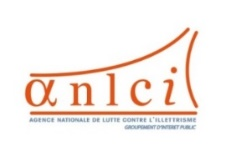 anlci
AGENCE NATIONALE DE LUTTE CONTRE L'ILLETTRISME
GROUPEMENT D'INTERET PUBLIC